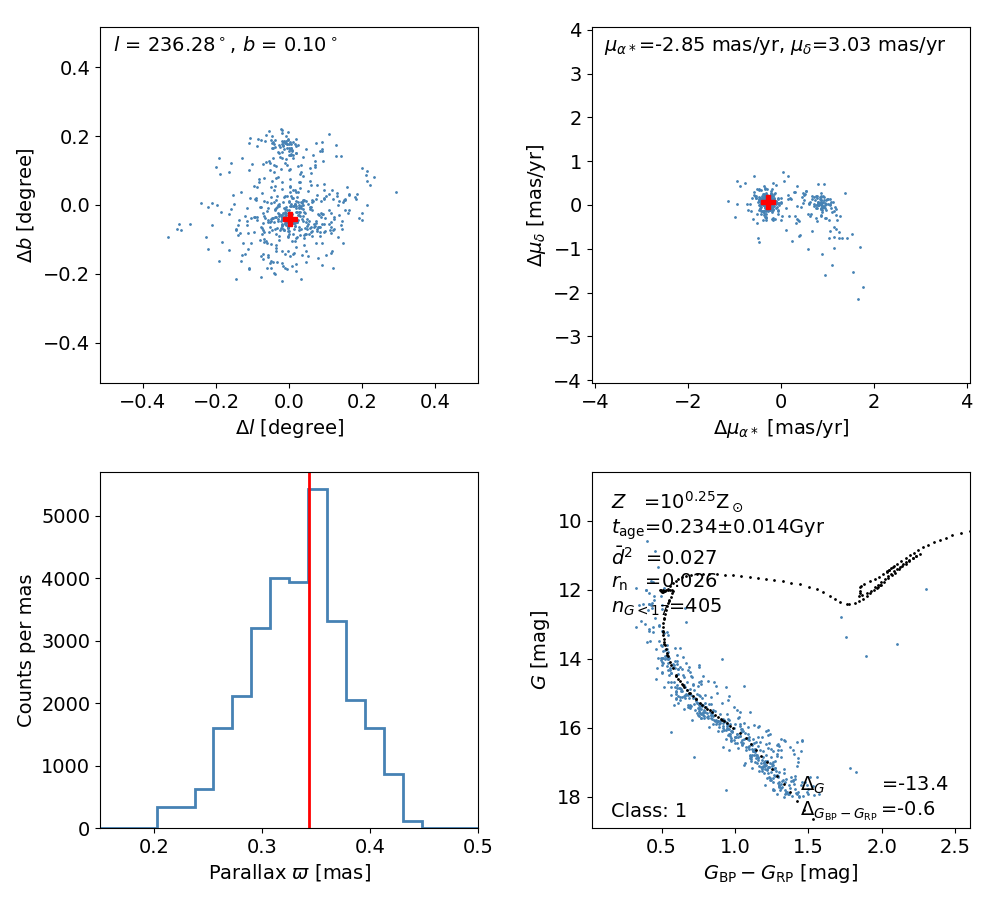 l = 236.28°, b = 0.10°
0.4
0.2
0.0
−0.2
−0.4
Δb [degree]
−0.4 −0.2 0.0 0.2 0.4
Δl [degree]
μα*=-2.85 mas/yr, μδ=3.03 mas/yr
4
3
2
1
0
−1
−2
−3
−4
Δμδ [mas/yr]
−4 −2 0 2 4
Δμα* [mas/yr]
5000
4000
3000
2000
1000
0
Counts per mas
0.2 0.3 0.4 0.5
Parallax ϖ [mas]
Z =10^0.25 Z⊙
t_age=0.234±0.014Gyr
d̄² =0.027
r_n =0.026
n_G<17=405
10
12
14
16
18
G [mag]
Δ_G =-13.4
Δ_GBP−GRP =-0.6
Class: 1
0.5 1.0 1.5 2.0 2.5
G_BP − G_RP [mag]